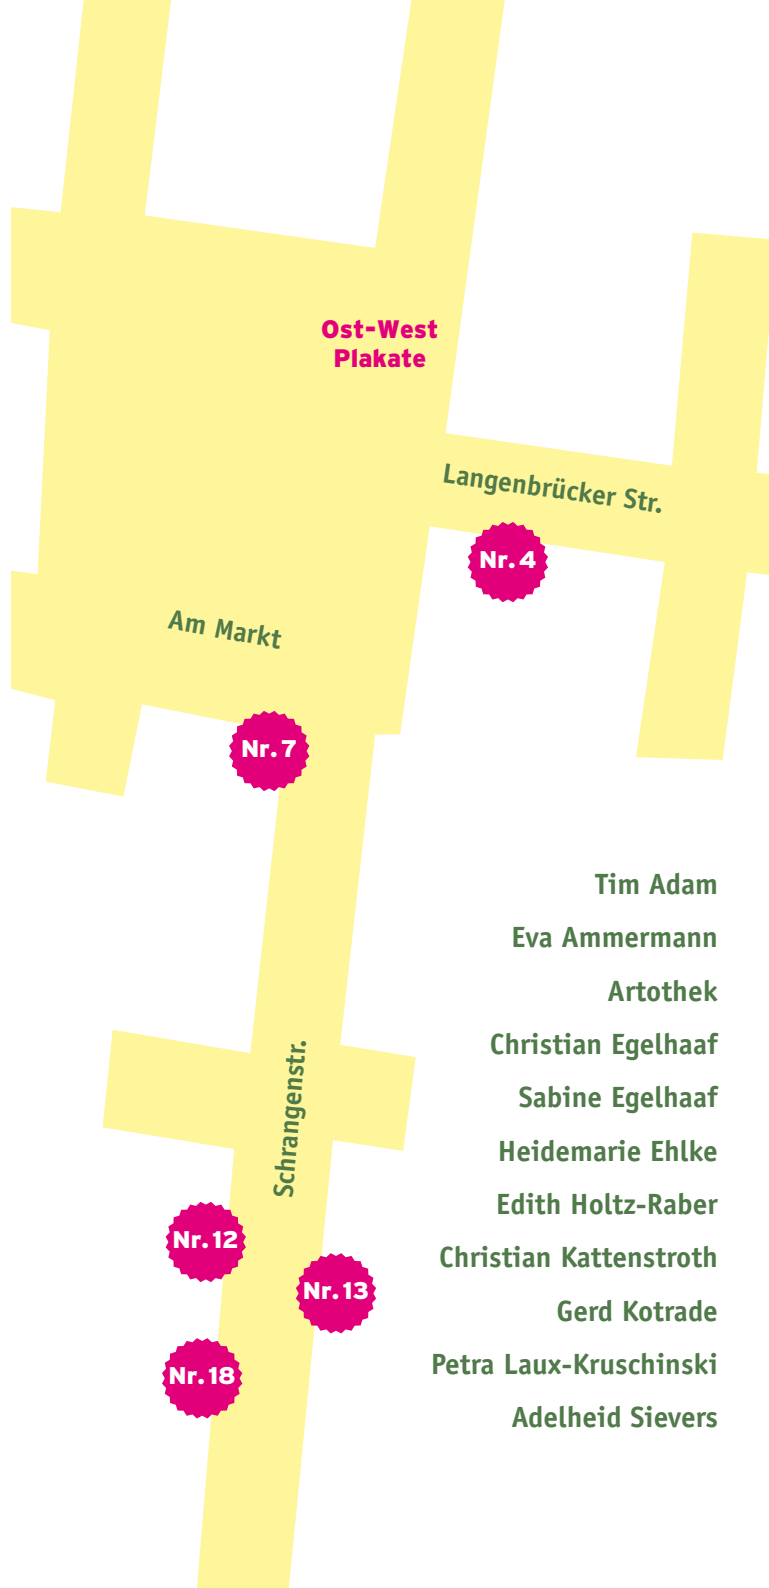 Ost-West
Plakate
Langenbrücker Str.
Nr. 4
Am Markt
Nr. 7
Tim Adam
Eva Ammermann
Artothek
Christian Egelhaaf
Sabine Egelhaaf
Heidemarie Ehlke
Edith Holtz-Raber
Christian Kattenstroth
Gerd Kotrade
Petra Laux-Kruschinski
Adelheid Sievers
Schrangenstr.
Nr. 12
Nr. 13
Nr. 18